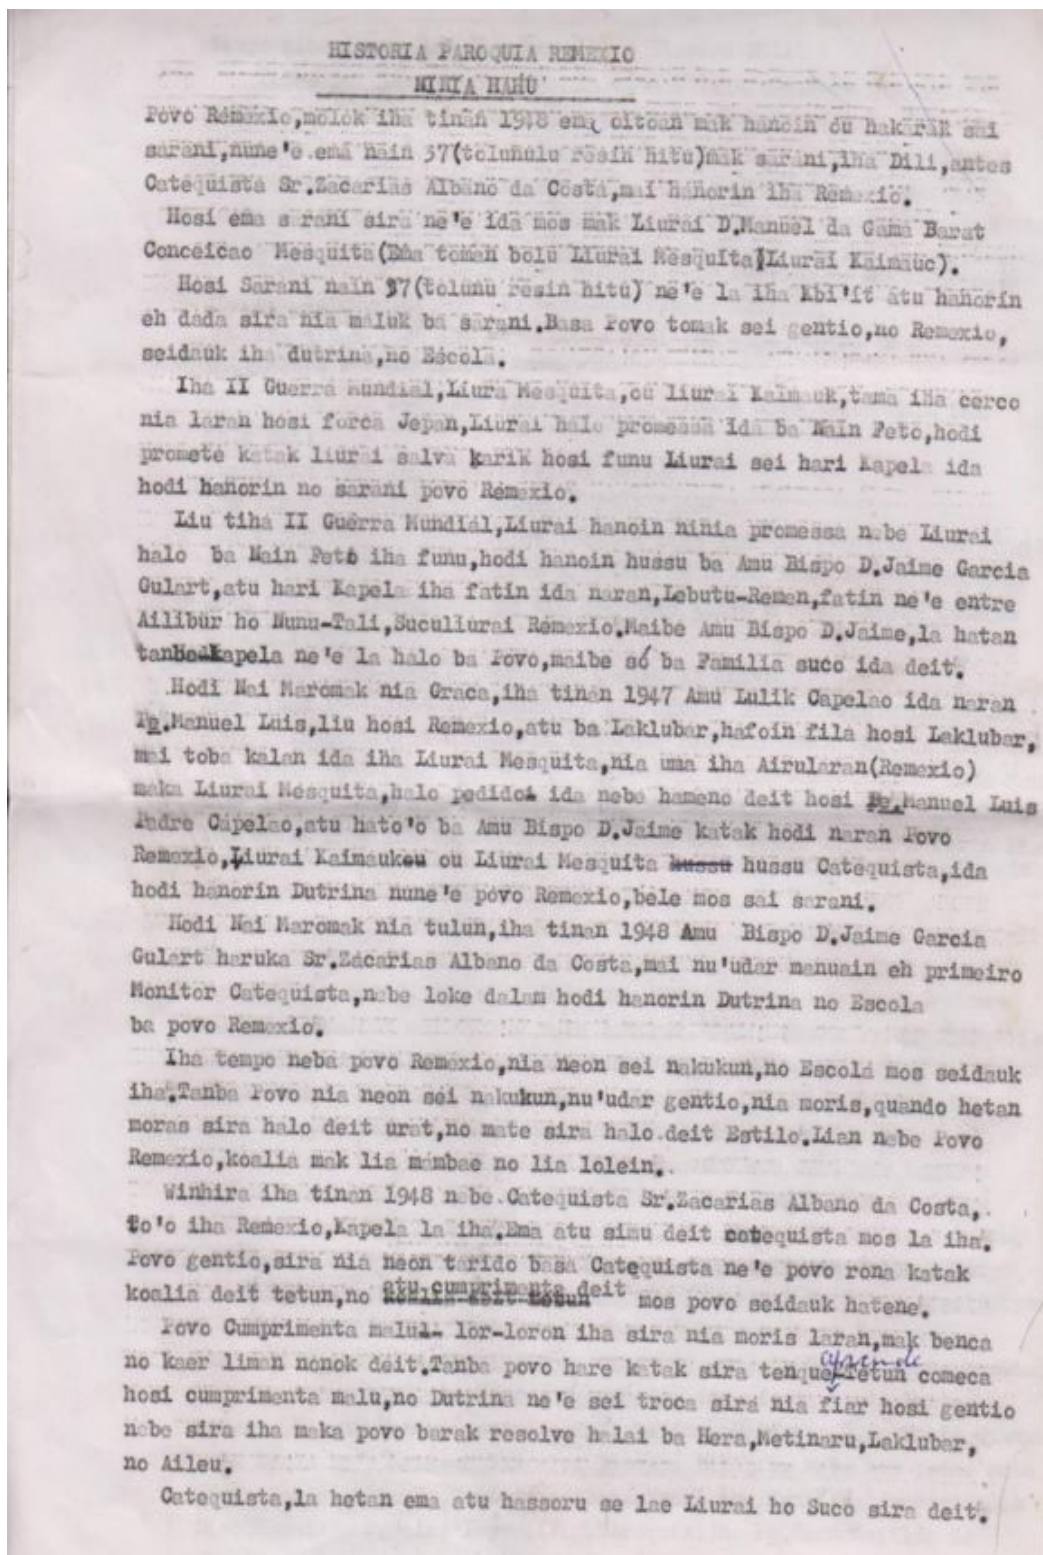 HISTORIA PAROQUIA REMEXIO
NINIA HAHU'
Povo Remexio,molok iha tinan 1948 ema oitoan mak hanoin ou hakarak sai
sarani,nune'e ema nain 37(tolunulu resin hitu)mak sarani,iha Dili,antes
Catequista Sr.Zacarias Albano da Costa,mai hanorin iha Remexio.
Hosi ema sarani sira ne'e ida mos mak Liurai D.Manuel da Gama Barat
Conceicao Mesquita(Ema toman bolu Liurai Mesquita,Liurai Kaimauc).
Hosi Sarani nain 37(tolunu resin hitu) ne'e la iha Kbi'it atu hanorin
eh dada sira nia maluk ba sarani.Basa Povo tomak sei gentio,no Remexio,
seidauk iha dutrina,no Escola.
Iha II Guerra Mundial,Liura Mesquita,ou liurai Kaimauk,tama iha cerco
nia laran hosi forca Jepan,Liurai halo promessa ida ba Nain Feto,hodi
promete katak liurai salva karik hosi funu Liurai sei hari Kapela ida
hodi hanorin no sarani povo Remexio.
Liu tiha II Guerra Mundial,Liurai hanoin ninia promessa nebe Liurai
halo ba Nain Feto iha funu,hodi hanoin hussu ba Amu Bispo D.Jaime Garcia
Gulart,atu hari Kapela iha fatin ida naran,Lebutu-Remen,fatin ne'e entre
Ailibur ho Nunu-Tali,Suculiurai Remexio.Maibe Amu Bispo D.Jaime,la hatan
tanba Kapela ne'e la halo ba Povo,maibe só ba Familia suco ida deit.
Hodi Nai Maromak nia Graca,iha tinan 1947 Amu Lulik Capelao ida naran
Pe.Manuel Luis,liu hosi Remexio,atu ba Laklubar,hafoin fila hosi Laklubar,
mai toba kalan ida iha Liurai Mesquita,nia uma iha Airularan(Remexio)
maka Liurai Mesquita,halo pedido ida nebe hameno deit hosi Pe.Manuel Luis
Padre Capelao,atu hato'o ba Amu Bispo D.Jaime katak hodi naran Povo
Remexio,Liurai Kaimaukou ou Liurai Mesquita hussu hussu Catequista,ida
hodi hanorin Dutrina nune'e povo Remexio,bele mos sai sarani.
Hodi Nai Maromak nia tulun,iha tinan 1948 Amu Bispo D.Jaime Garcia
Gulart haruka Sr.Zacarias Albano da Costa,mai nu'udar manuain eh primeiro
Monitor Catequista,nebe loke dalam hodi hanorin Dutrina no Escola
ba povo Remexio.
Iha tempo neba povo Remexio,nia neon sei nakukun,no Escola mos seidauk
iha.Tanba Povo nia neon sei nakukun,nu'udar gentio,nia moris,quando hetan
moras sira halo deit urat,no mate sira halo deit Estilo.Lian nebe Povo
Remexio,koalia mak lia mambae no lia lolein.
Winhira iha tinan 1948 nebe Catequista Sr.Zacarias Albano da Costa,
to'o iha Remexio,Kapela la iha.Ema atu simu deit catequista mos la iha.
Povo gentio,sira nia neon tarido basa Catequista ne'e povo rona katak
koalia deit tetun,no koalia deit tetun atu cumprimenta deit mos povo seidauk hatene.
Povo Cumprimenta malu lor-loron iha sira nia moris laran,mak benca
no kaer liman nonok deit.Tanba povo hare katak sira tenque aprende Tetun comeca
hosi cumprimenta malu,no Dutrina ne'e sei troca sira nia fiar hosi gentio
nebe sira iha maka povo barak resolve halai ba Hera,Metinaru,Laklubar,
no Aileu.
Catequista,la hetan ema atu hassoru se lae Liurai ho Suco sira deit.